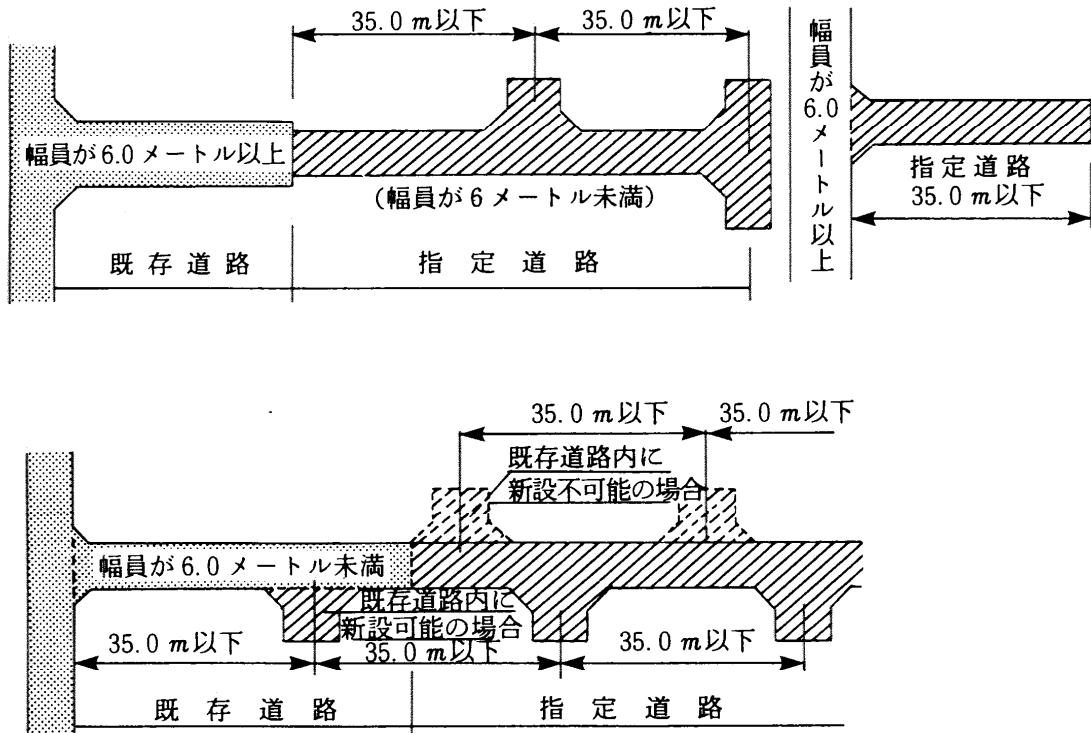 35.0 m以下
35.0 m以下
幅員が6.0メートル以上
(幅員が6メートル未満)
既存道路
指定道路
幅員が6.0メートル以上
指定道路
35.0 m以下
35.0 m以下
35.0 m以下
既存道路内に
新設不可能の場合
幅員が6.0メートル未満
既存道路内に
新設可能の場合
35.0 m以下
35.0 m以下
35.0 m以下
既存道路
指定道路